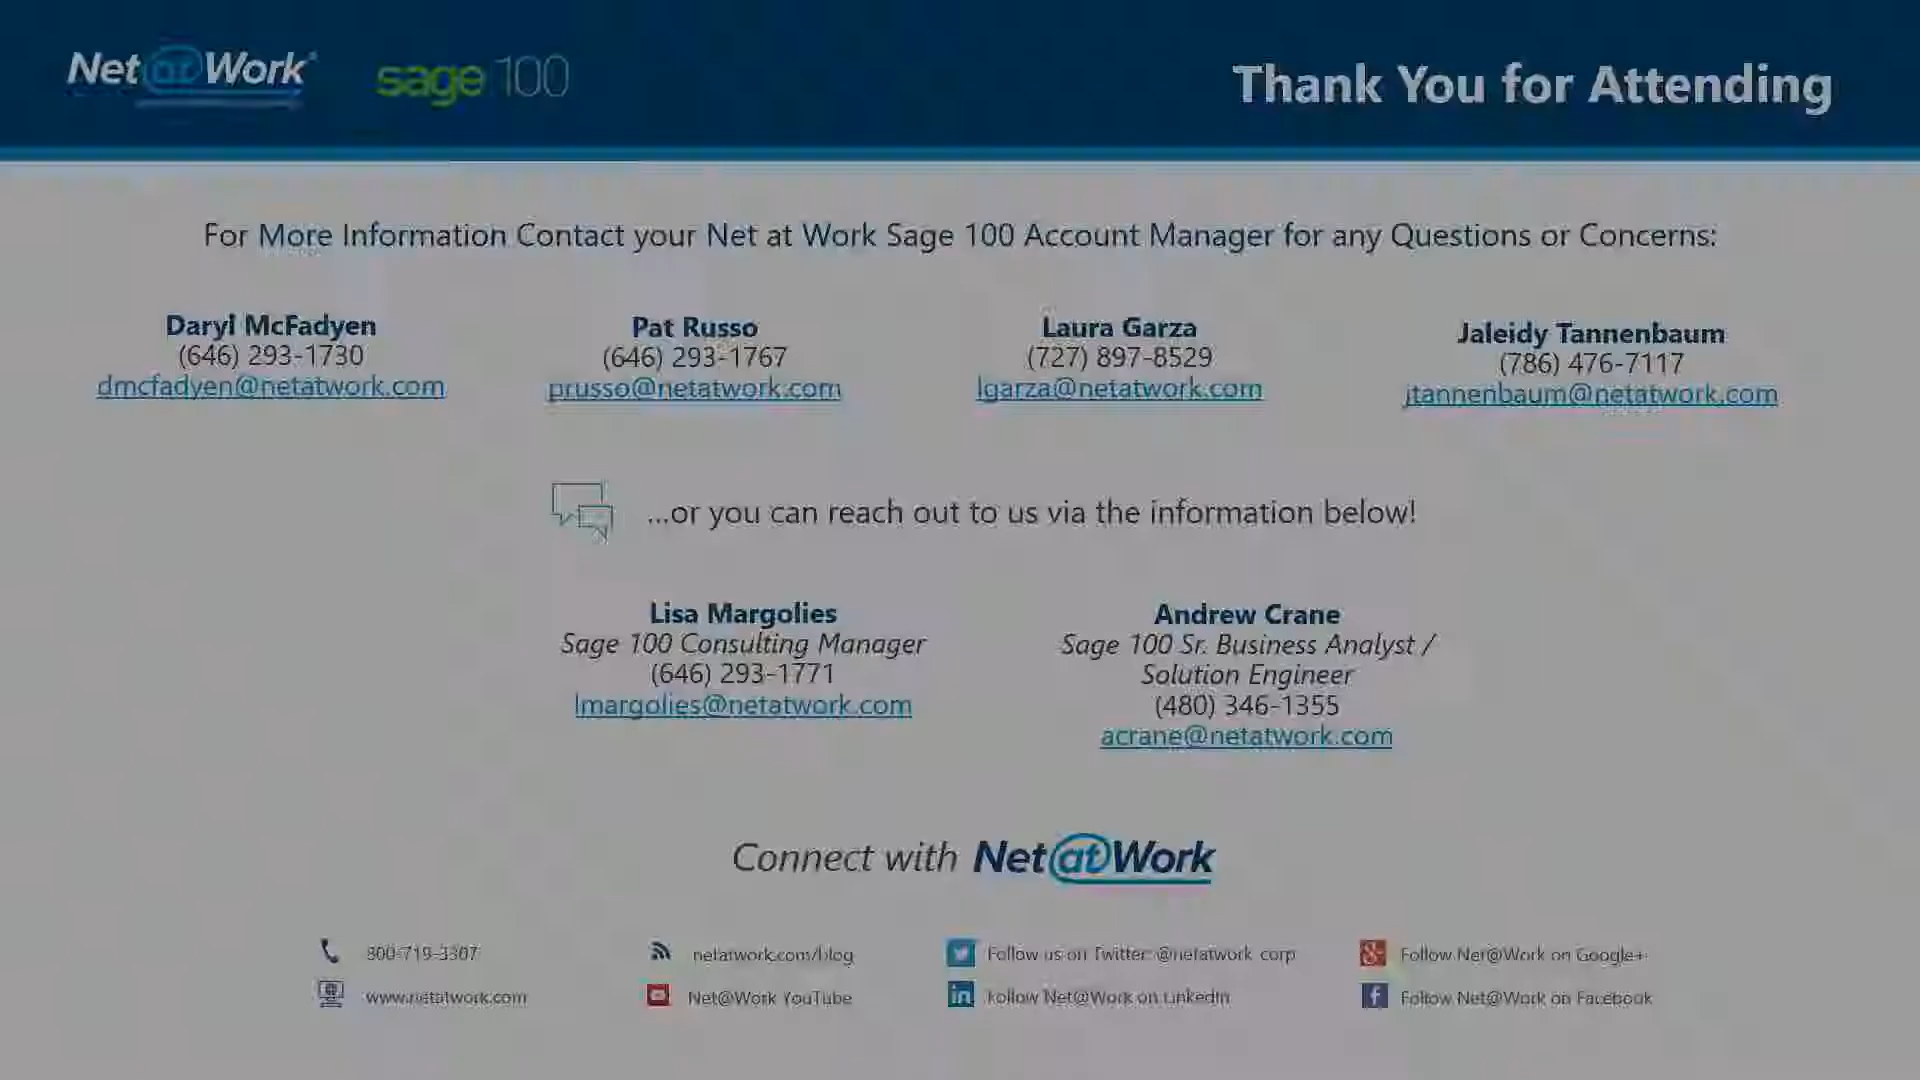 Net at Work sage 100
Thank You for Attending
For More Information Contact your Net at Work Sage 100 Account Manager for any Questions or Concerns:
Daryl McFadyen
(646) 293-1730
dmcfadyen@netatwork.com
Pat Russo
(646) 293-1767
prusso@netatwork.com
Laura Garza
(727) 897-8529
lgarza@netatwork.com
Jaleidy Tannenbaum
(786) 476-7117
jtannenbaum@netatwork.com
...or you can reach out to us via the information below!
Lisa Margolies
Sage 100 Consulting Manager
(646) 293-1771
lmargolies@netatwork.com
Andrew Crane
Sage 100 Sr. Business Analyst /
Solution Engineer
(480) 346-1355
acrane@netatwork.com
Connect with Net at Work
800-719-3307
netatwork.com/blog
Follow us on Twitter: @netatwork_corp
Follow Net@Work on Google+
www.netatwork.com
Net@Work YouTube
Follow Net@Work on LinkedIn
Follow Net@Work on Facebook